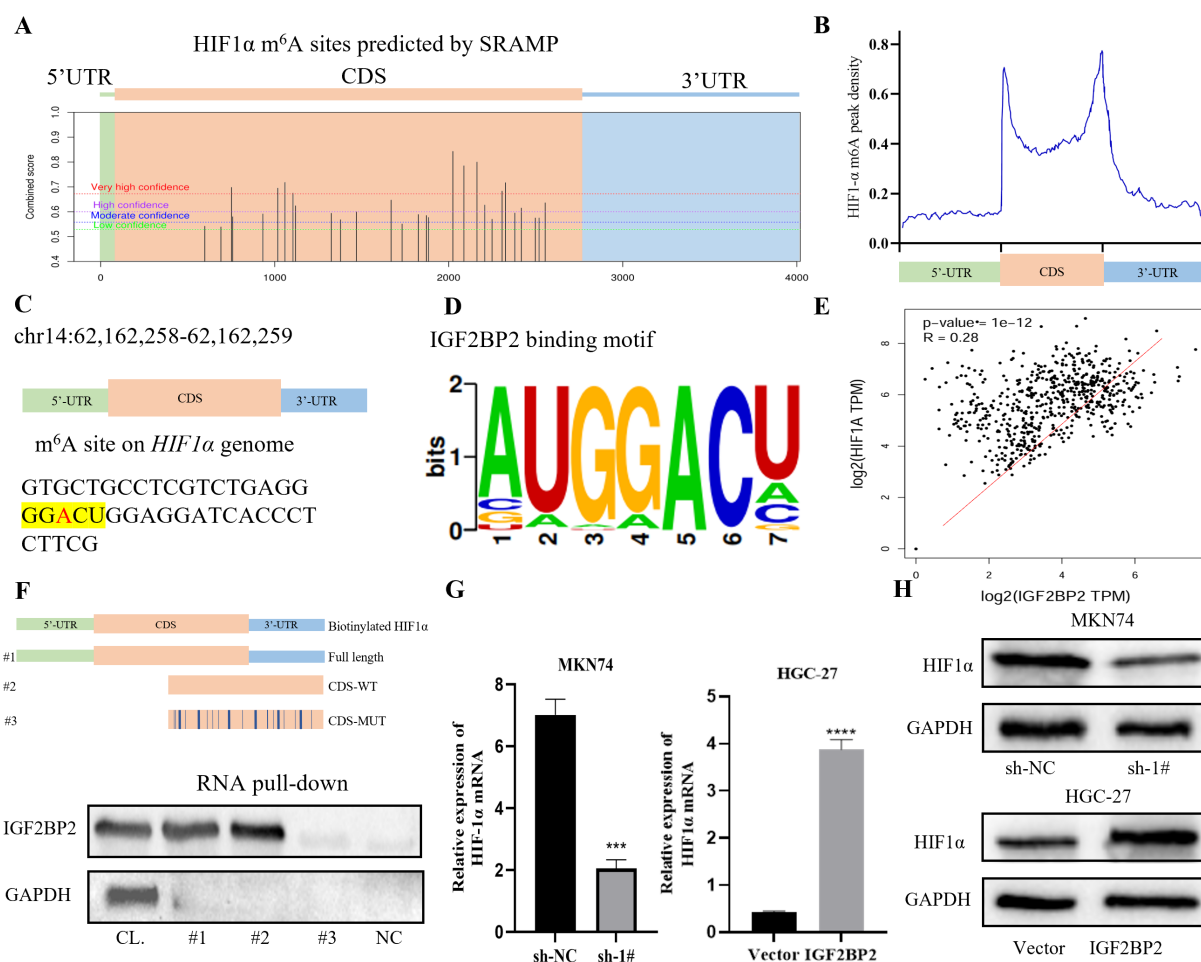 A
HIF1α m6A sites predicted by SRAMP
5’UTR
CDS
3’UTR
Combined score
1.0
0.9
0.8
0.7
0.6
0.5
0.4
Very high confidence
High confidence
Moderate confidence
Low confidence
0 1000 2000 3000 4000
B
HIF1-α m6A peak density
0.8
0.6
0.4
0.2
0.0
5’-UTR CDS 3’-UTR
C
chr14:62,162,258-62,162,259
5’-UTR CDS 3’-UTR
m6A site on HIF1α genome
GTGCTGCCTCGTCTGAGG
GGACUGGAGGATCACCCT
CTTCG
D
IGF2BP2 binding motif
bits
2
1
0
AUGGACU
CAAAA
GC
UG
1 2 3 4 5 6 7
E
p-value = 1e-12
R = 0.28
log2(HIF1A TPM)
8
6
4
2
0
0 2 4 6
log2(IGF2BP2 TPM)
F
5’-UTR CDS 3’-UTR Biotinylated HIF1α
#1 Full length
#2 CDS-WT
#3 CDS-MUT
RNA pull-down
IGF2BP2
GAPDH
CL. #1 #2 #3 NC
G
MKN74
Relative expression of
HIF-1α mRNA
8
6
4
2
0
***
sh-NC sh-1#
HGC-27
Relative expression of
HIF1α mRNA
5
4
3
2
1
0
****
Vector IGF2BP2
H
MKN74
HIF1α
GAPDH
sh-NC sh-1#
HGC-27
HIF1α
GAPDH
Vector IGF2BP2